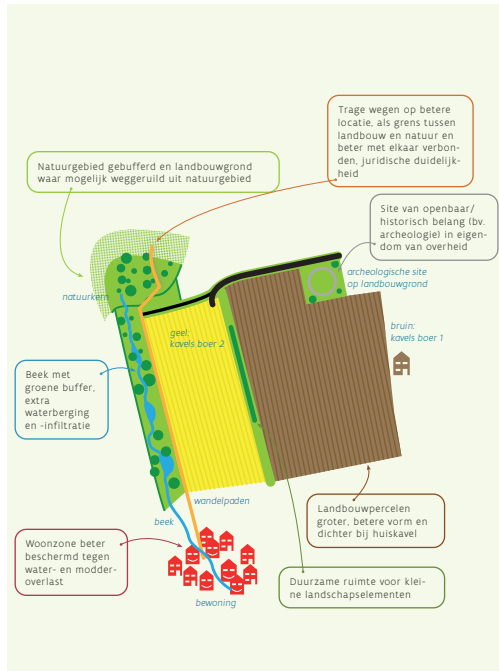 Trage wegen op betere
locatie, als grens tussen
landbouw en natuur en
beter met elkaar verbon-
den, juridische duidelijk-
heid
Natuurgebied gebufferd en landbouwgrond
waar mogelijk weggeruild uit natuurgebied
Site van openbaar/
historisch belang (bv.
archeologie) in eigen-
dom van overheid
archeologische site
op landbouwgrond
natuurkern
geel:
kavels boer 2
bruin:
kavels boer 1
Beek met
groene buffer,
extra
waterberging
en -infiltratie
wandelpaden
beek
Landbouwpercelen
groter, betere vorm en
dichter bij huiskavel
Woonzone beter
beschermd tegen
water- en modder-
overlast
Duurzame ruimte voor klei-
ne landschapselementen
bewoning